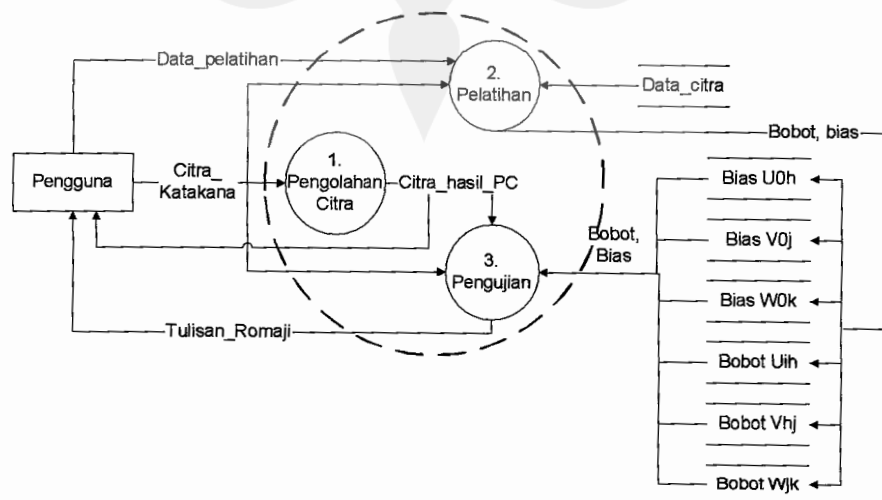 Data_pelatihan
2.
Pelatihan
Data_citra
Bobot, bias
Pengguna
Citra_
Katakana
1.
Pengolahan
Citra
Citra_hasil_PC
Bias U0h
Bobot,
Bias
Bias V0j
3.
Pengujian
Bias W0k
Tulisan_Romaji
Bobot Uih
Bobot Vhj
Bobot Wjk